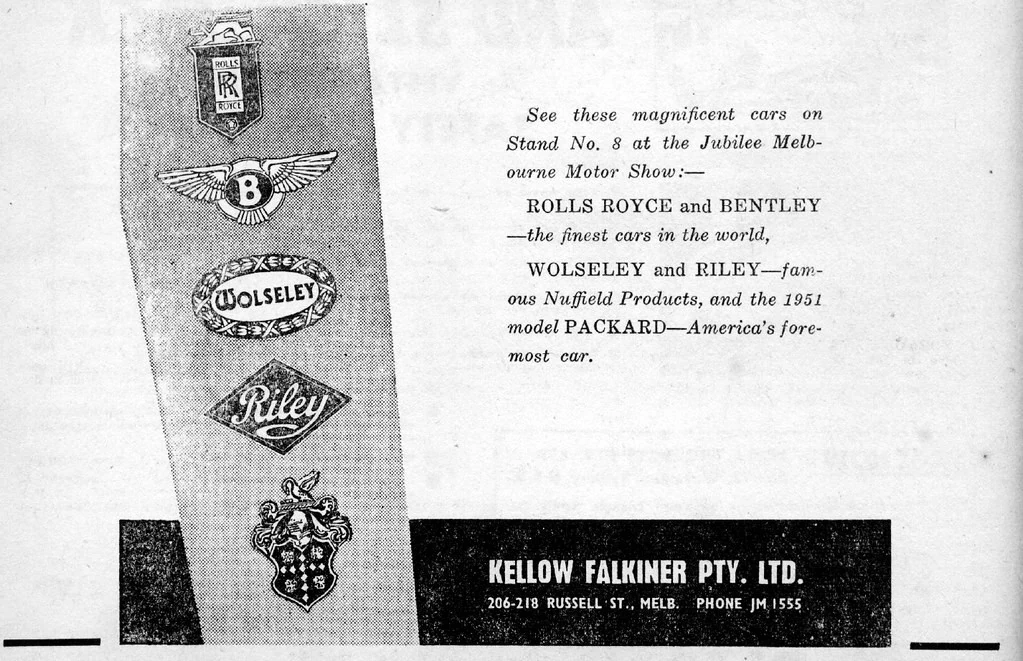 ROLLS
RR
ROYCE
B
WOLSELEY
Riley
See these magnificent cars on
Stand No. 8 at the Jubilee Melb-
ourne Motor Show:—
ROLLS ROYCE and BENTLEY
—the finest cars in the world,
WOLSELEY and RILEY—fam-
ous Nuffield Products, and the 1951
model PACKARD—America's fore-
most car.
KELLOW FALKINER PTY. LTD.
206-218 RUSSELL ST., MELB. PHONE JM 1555